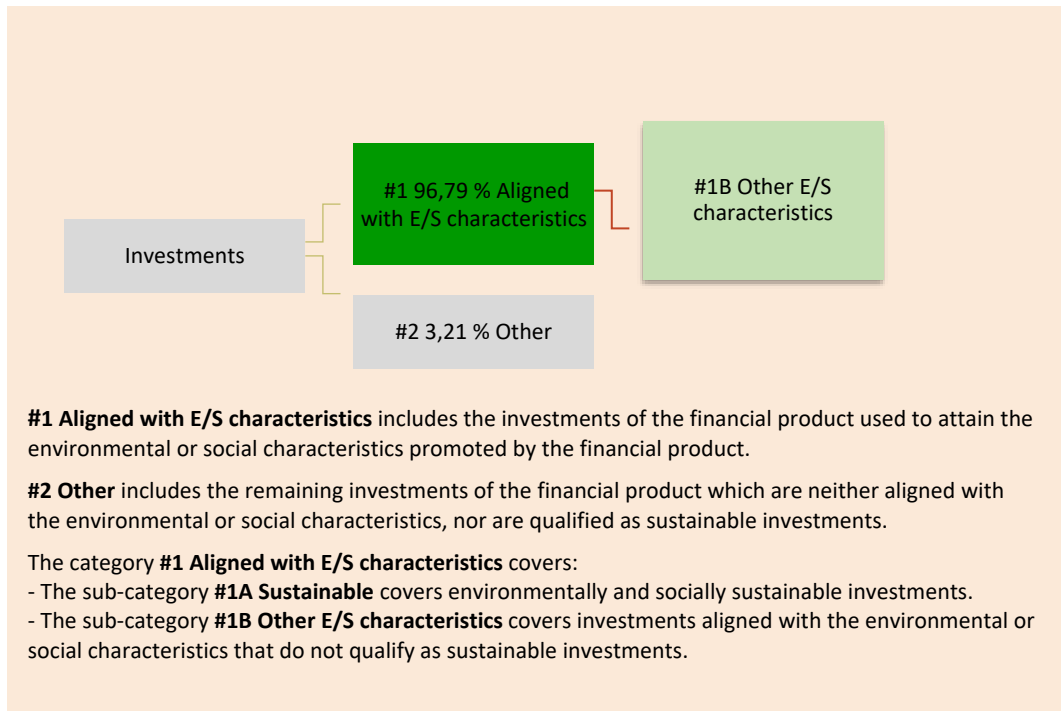 #1 96,79 % Aligned
with E/S characteristics
#1B Other E/S
characteristics
Investments
#2 3,21 % Other
#1 Aligned with E/S characteristics includes the investments of the financial product used to attain the
environmental or social characteristics promoted by the financial product.
#2 Other includes the remaining investments of the financial product which are neither aligned with
the environmental or social characteristics, nor are qualified as sustainable investments.
The category #1 Aligned with E/S characteristics covers:
- The sub-category #1A Sustainable covers environmentally and socially sustainable investments.
- The sub-category #1B Other E/S characteristics covers investments aligned with the environmental or
social characteristics that do not qualify as sustainable investments.